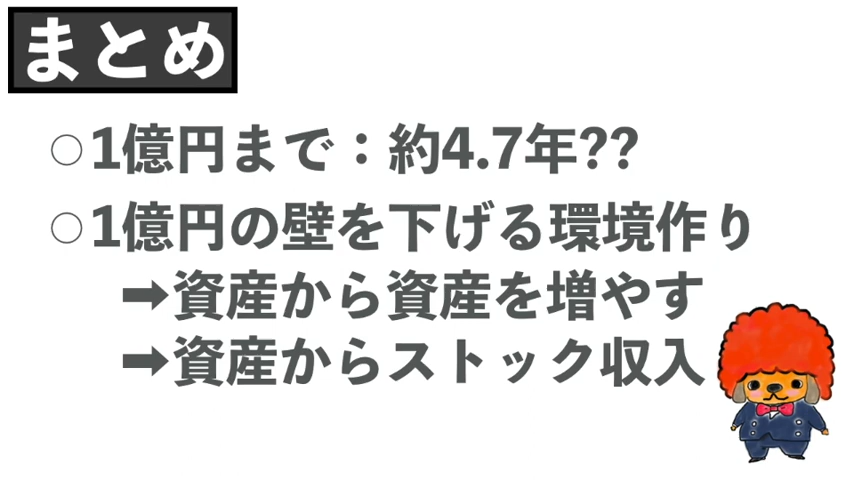 まとめ
○1億円まで：約4.7年??
○1億円の壁を下げる環境作り
➡資産から資産を増やす
➡資産からストック収入